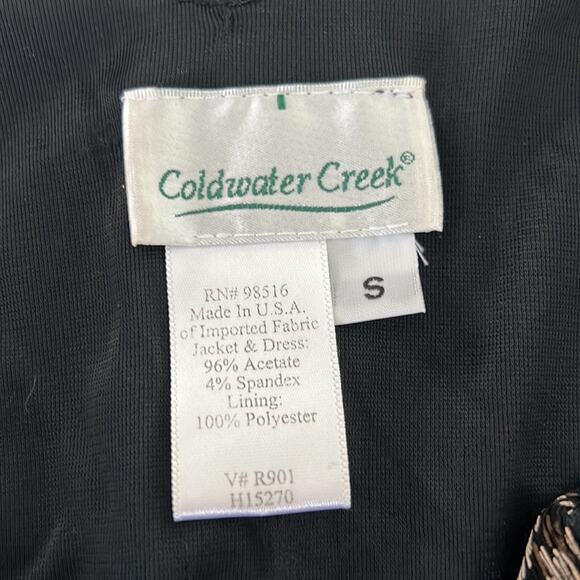 Coldwater Creek®
S
RN# 98516
Made In U.S.A.
of Imported Fabric
Jacket & Dress:
96% Acetate
4% Spandex
Lining:
100% Polyester
V# R901
H15270